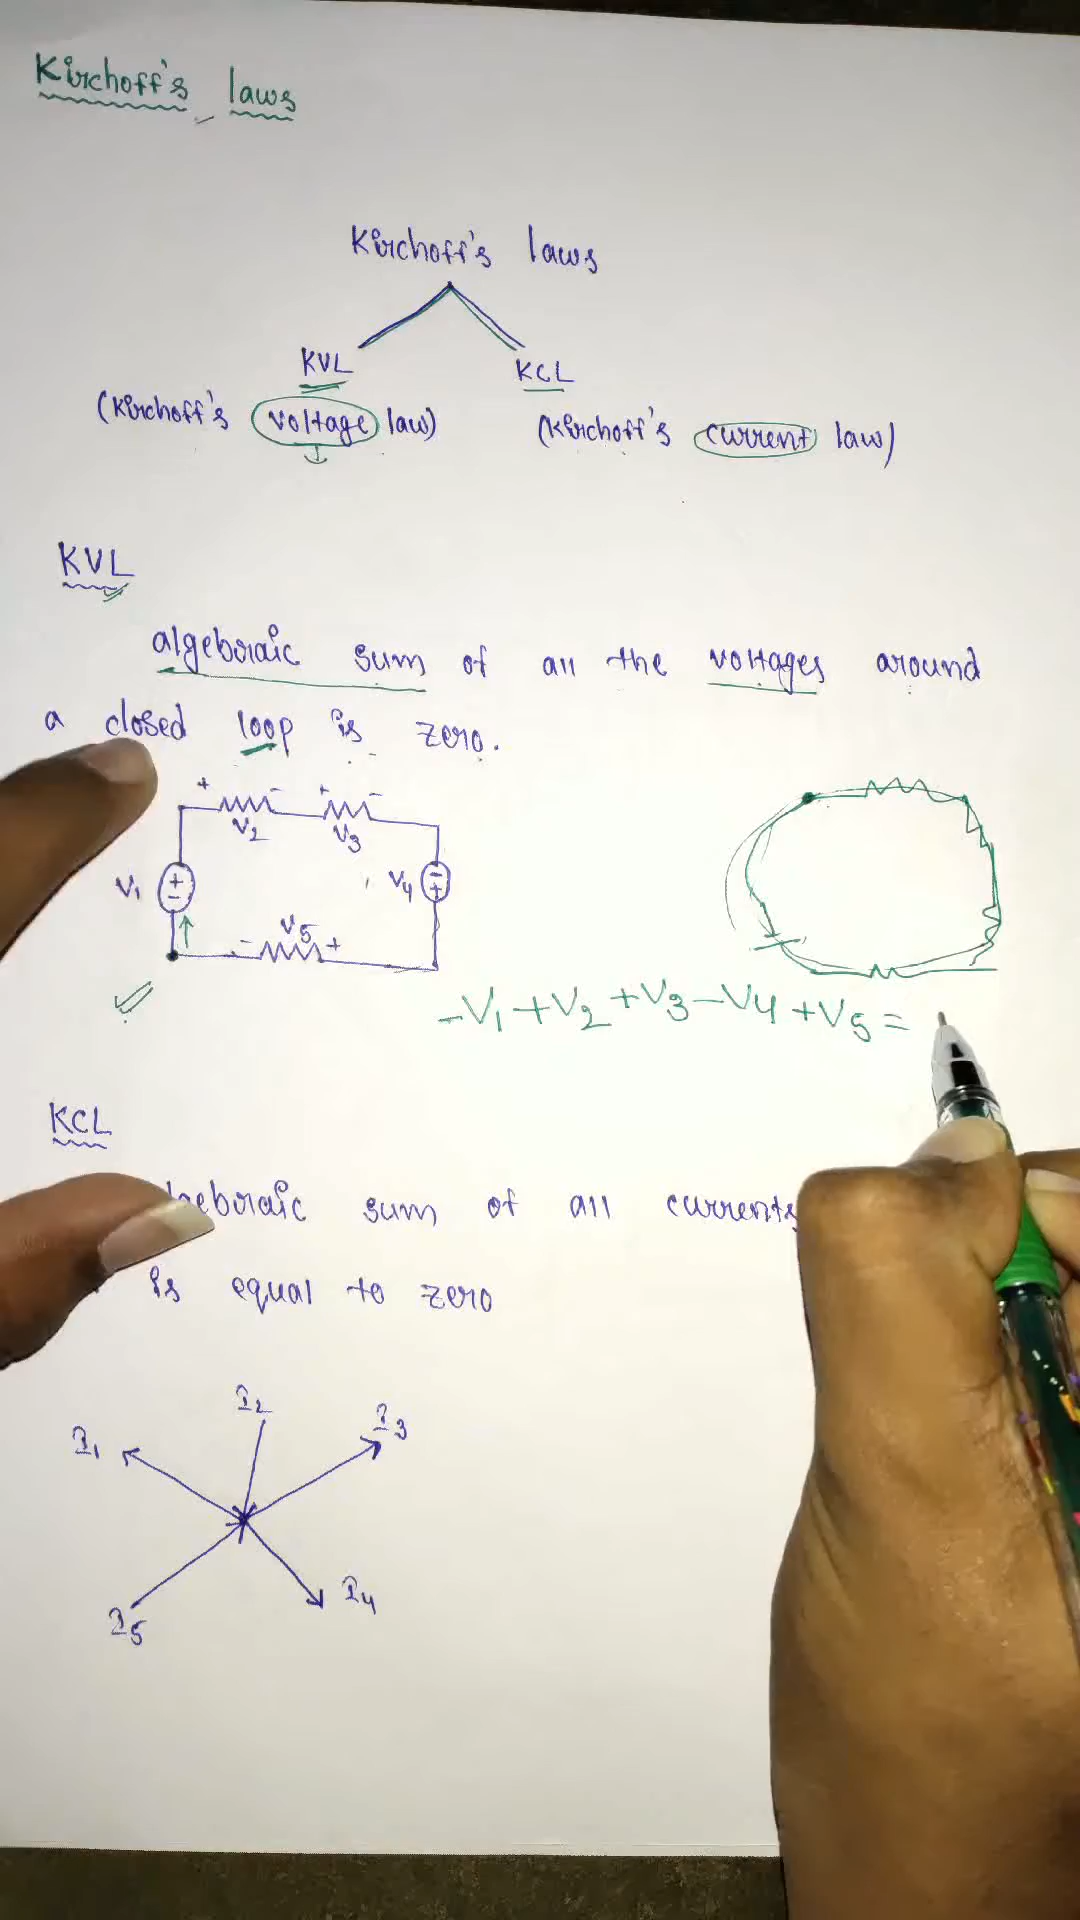 Kirchoff's laws
Kirchoff's laws
KVL
KCL
(Kirchoff's voltage law)
(Kirchoff's current law)
KVL
algebraic sum of all the voltages around
a closed loop is zero.
+ - + -
V2 V3
V1 + -
V4 - +
V5
- +
-V1 +V2 +V3 -V4 +V5 =
KCL
sum of all currents
is equal to zero
I2
I3
I1
I4
I5